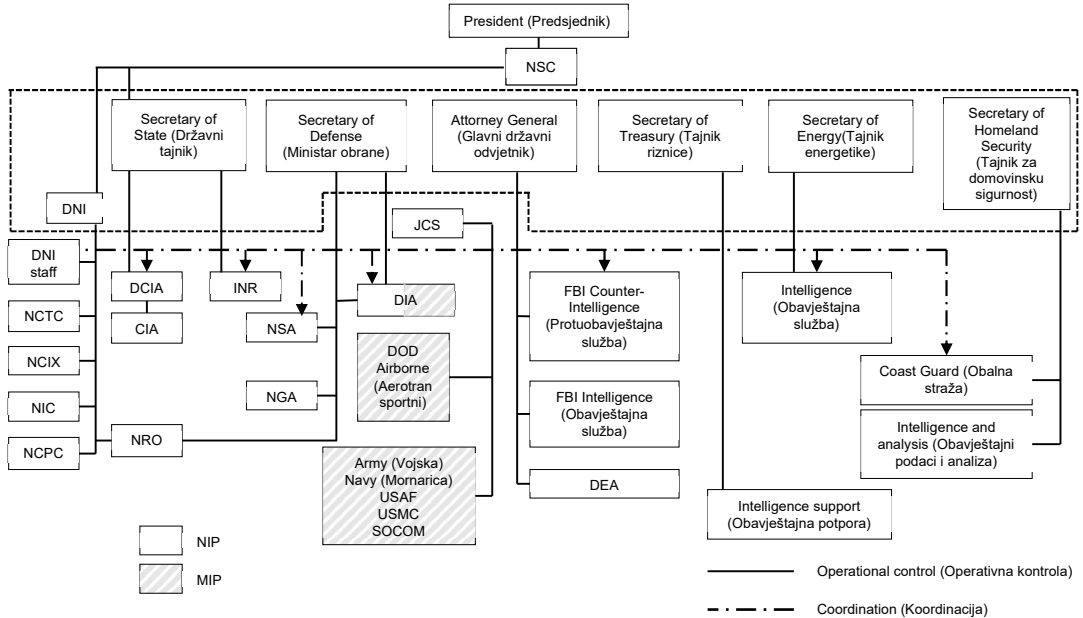 President (Predsjednik)
NSC
Secretary of
State (Državni
tajnik)
Secretary of
Defense
(Ministar obrane)
Attorney General
(Glavni državni
odvjetnik)
Secretary of
Treasury (Tajnik
riznice)
Secretary of
Energy(Tajnik
energetike)
Secretary of
Homeland
Security
(Tajnik za
domovinsku
sigurnost)
DNI
JCS
DNI
staff
DCIA
INR
DIA
FBI Counter-
Intelligence
(Protuobavještajna
služba)
Intelligence
(Obavještajna
služba)
NCTC
CIA
NSA
DOD
Airborne
(Aerotran
sportni)
NCIX
Coast Guard (Obalna
straža)
NIC
NGA
FBI Intelligence
(Obavještajna
služba)
Intelligence and
analysis (Obavještajni
podaci i analiza)
NCPC
NRO
Army (Vojska)
Navy (Mornarica)
USAF
USMC
SOCOM
DEA
Intelligence support
(Obavještajna potpora)
NIP
MIP
Operational control (Operativna kontrola)
Coordination (Koordinacija)